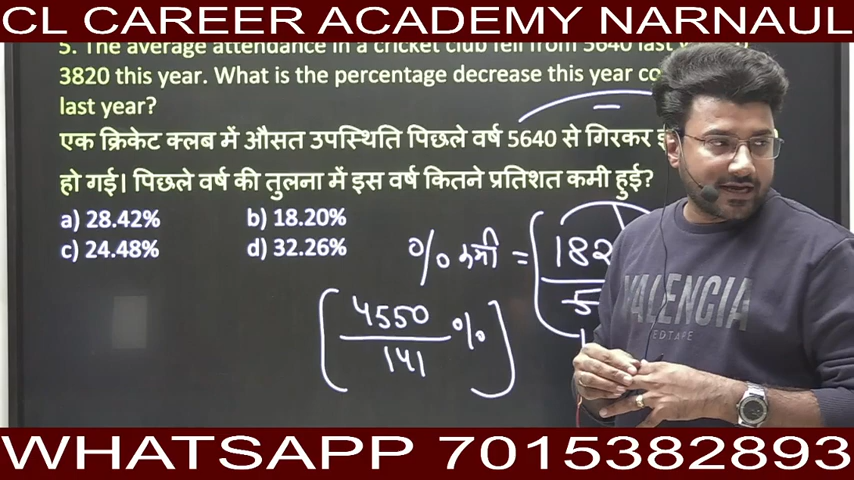 CL CAREER ACADEMY NARNAUL
5. The average attendance in a cricket club fell from 5640 last
3820 this year. What is the percentage decrease this year
last year?
एक क्रिकेट क्लब में औसत उपस्थिति पिछले वर्ष 5640 से गिरकर
हो गई। पिछले वर्ष की तुलना में इस वर्ष कितने प्रतिशत कमी हुई?
a) 28.42% b) 18.20%
c) 24.48% d) 32.26%
% कमी = (182
5
(4550/141 %)
VALENCIA
REDTAPE
WHATSAPP 7015382893